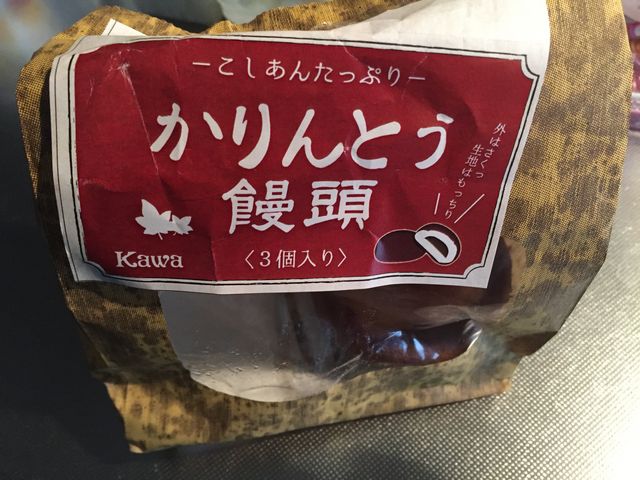 ーこしあんたっぷりー
かりんとう
饅頭
外はさくっ
生地はもっちり
Kawa
〈3個入り〉